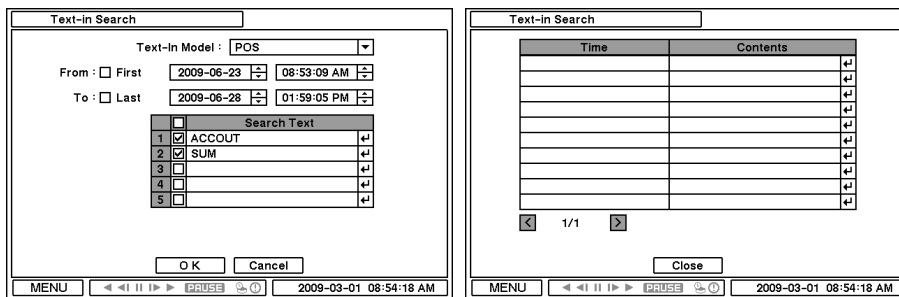 Text-in Search
Text-In Model : POS
From : First 2009-06-23 08:53:09 AM
To : Last 2009-06-28 01:59:05 PM
Search Text
1 ACCOUT
2 SUM
3
4
5
OK Cancel
MENU PAUSE 2009-03-01 08:54:18 AM
Text-in Search
Time Contents
1/1
Close
MENU PAUSE 2009-03-01 08:54:18 AM